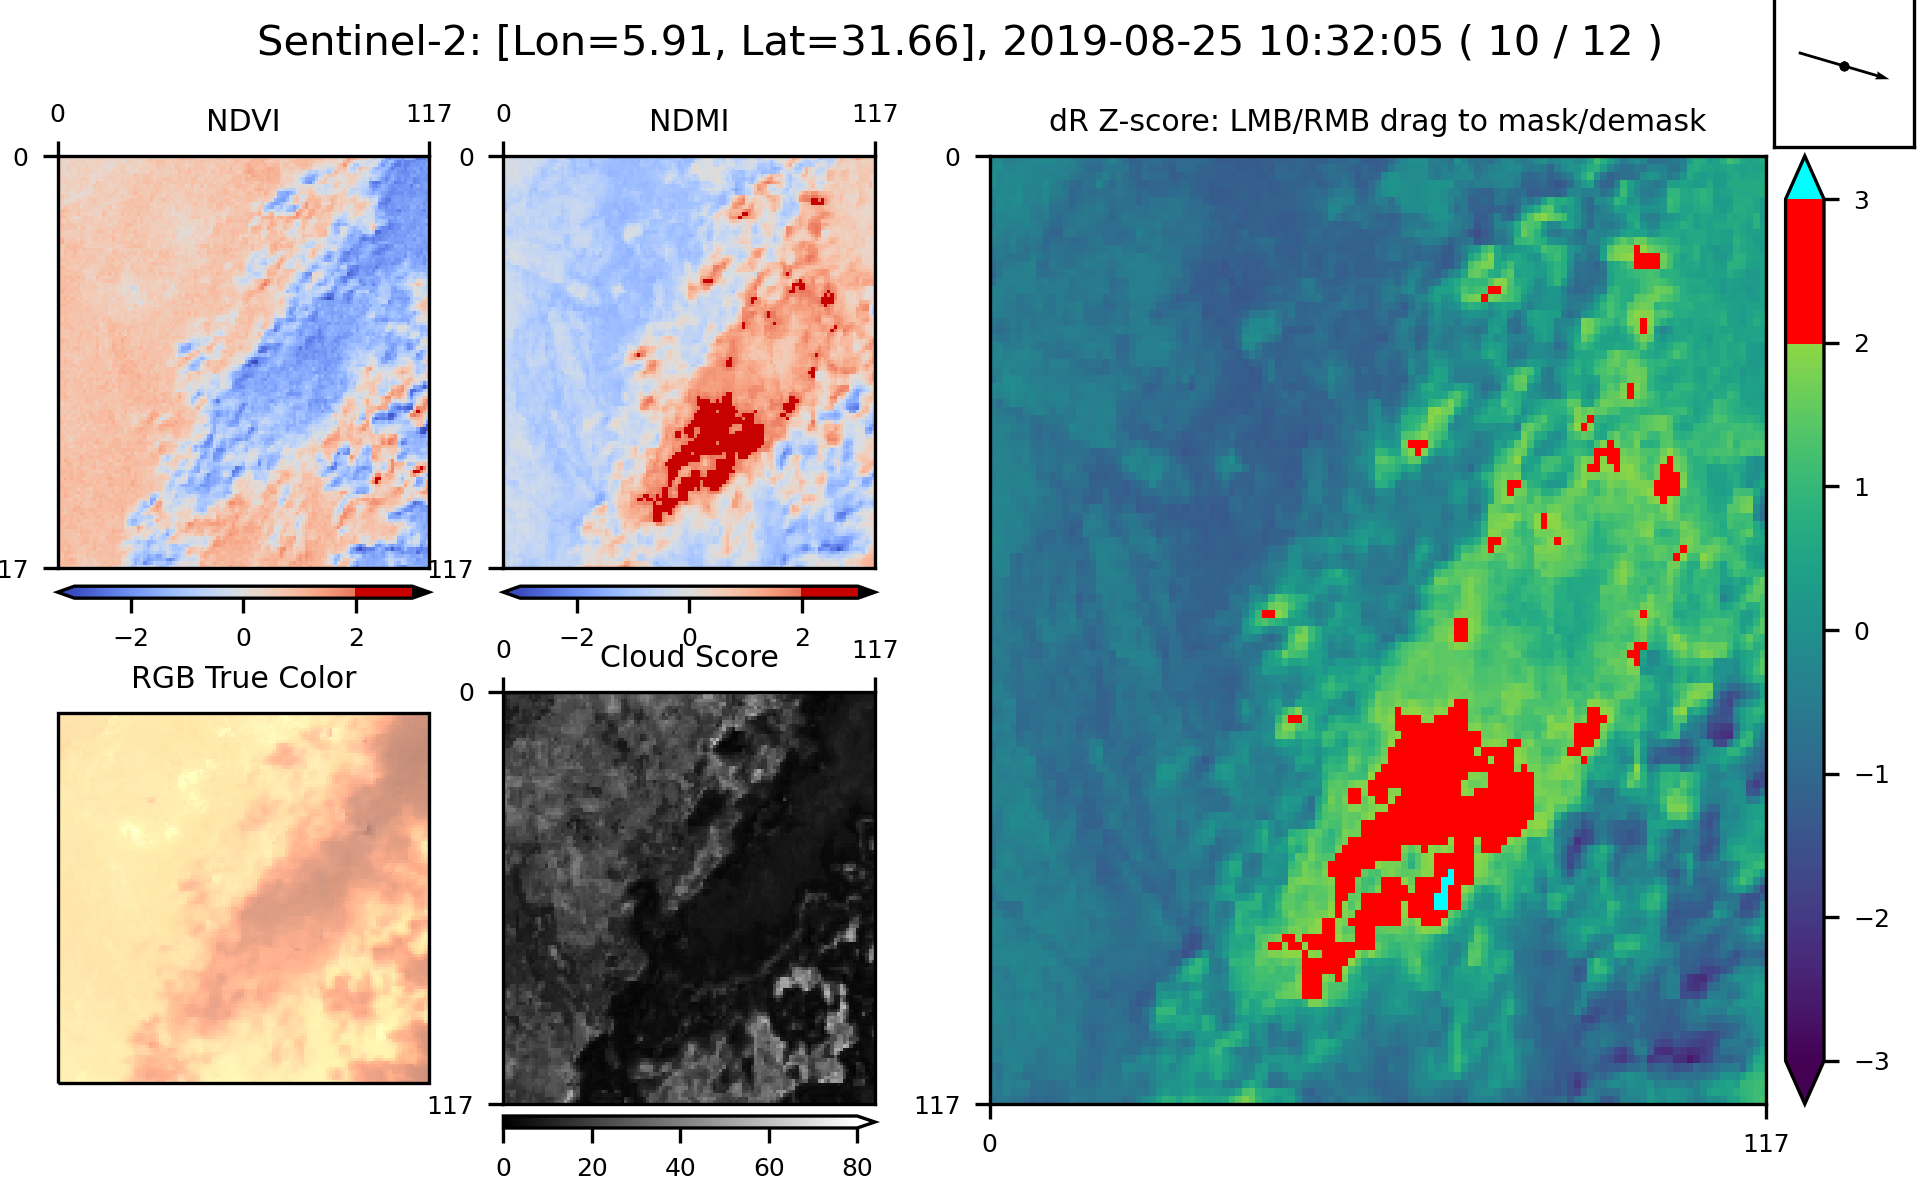 Sentinel-2: [Lon=5.91, Lat=31.66], 2019-08-25 10:32:05 ( 10 / 12 )
0 NDVI 117
0
17
−2 0 2
0 NDMI 117
0
117
−2 0 2
dR Z-score: LMB/RMB drag to mask/demask
0
117
0 117
3
2
1
0
−1
−2
−3
RGB True Color
0 Cloud Score 117
0
117
0 20 40 60 80